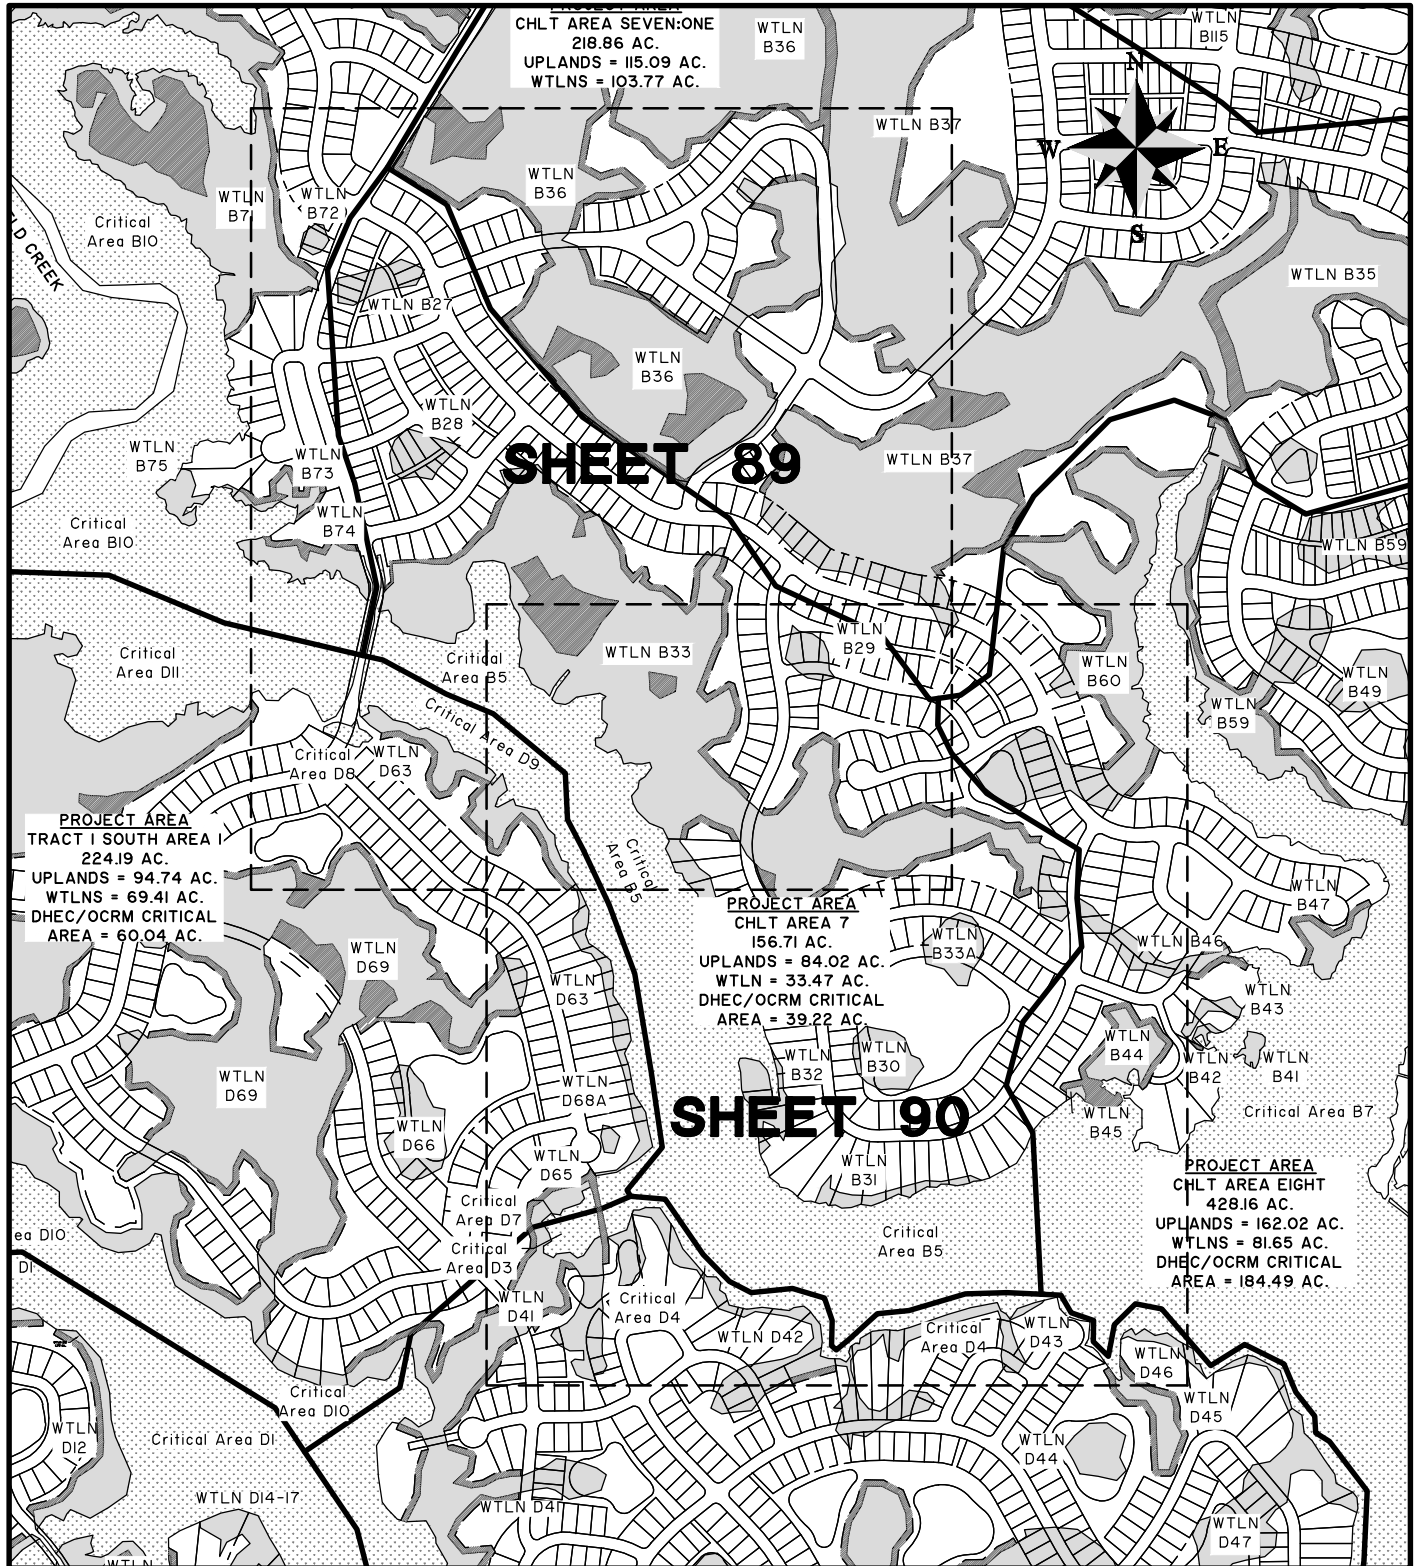 PROJECT AREA
CHLT AREA SEVEN:ONE
218.86 AC.
UPLANDS = 115.09 AC.
WTLNS = 103.77 AC.
WTLN
B36
WTLN
B115
N
W
E
S
WTLN B37
WTLN
B7
WTLN
B72
WTLN
B36
Critical
Area B10
CREEK
WTLN B35
WTLN B27
WTLN
B36
WTLN
B28
WTLN
B75
WTLN
B73
SHEET 89
WTLN B37
WTLN
B74
Critical
Area B10
WTLN B59
Critical
Area D11
Critical
Area B5
WTLN B33
WTLN
B29
WTLN
B60
WTLN
B49
WTLN
B59
Critical Area D9
Critical
Area D8
WTLN
D63
PROJECT AREA
TRACT 1 SOUTH AREA 1
224.19 AC.
UPLANDS = 94.74 AC.
WTLNS = 69.41 AC.
DHEC/OCRM CRITICAL
AREA = 60.04 AC.
Critical
Area B5
WTLN
B47
PROJECT AREA
CHLT AREA 7
156.71 AC.
UPLANDS = 84.02 AC.
WTLN = 33.47 AC.
DHEC/OCRM CRITICAL
AREA = 39.22 AC.
WTLN
B33A
WTLN B46
WTLN
D69
WTLN
D63
WTLN
B43
WTLN
B44
WTLN
B32
WTLN
B30
WTLN
B42
WTLN
B41
WTLN
D69
WTLN
D68A
Critical Area B7
SHEET 90
WTLN
B45
WTLN
D66
WTLN
D65
WTLN
B31
PROJECT AREA
CHLT AREA EIGHT
428.16 AC.
UPLANDS = 162.02 AC.
WTLNS = 81.65 AC.
DHEC/OCRM CRITICAL
AREA = 184.49 AC.
Critical
Area D7
ea D10
D1
Critical
Area D3
Critical
Area B5
WTLN
D41
Critical
Area D4
WTLN D42
Critical
Area D4
WTLN
D43
WTLN
D46
Critical
Area D10
WTLN
D45
WTLN
D12
Critical Area D1
WTLN
D44
WTLN D14-17
WTLN D41
WTLN
D47
WTLN